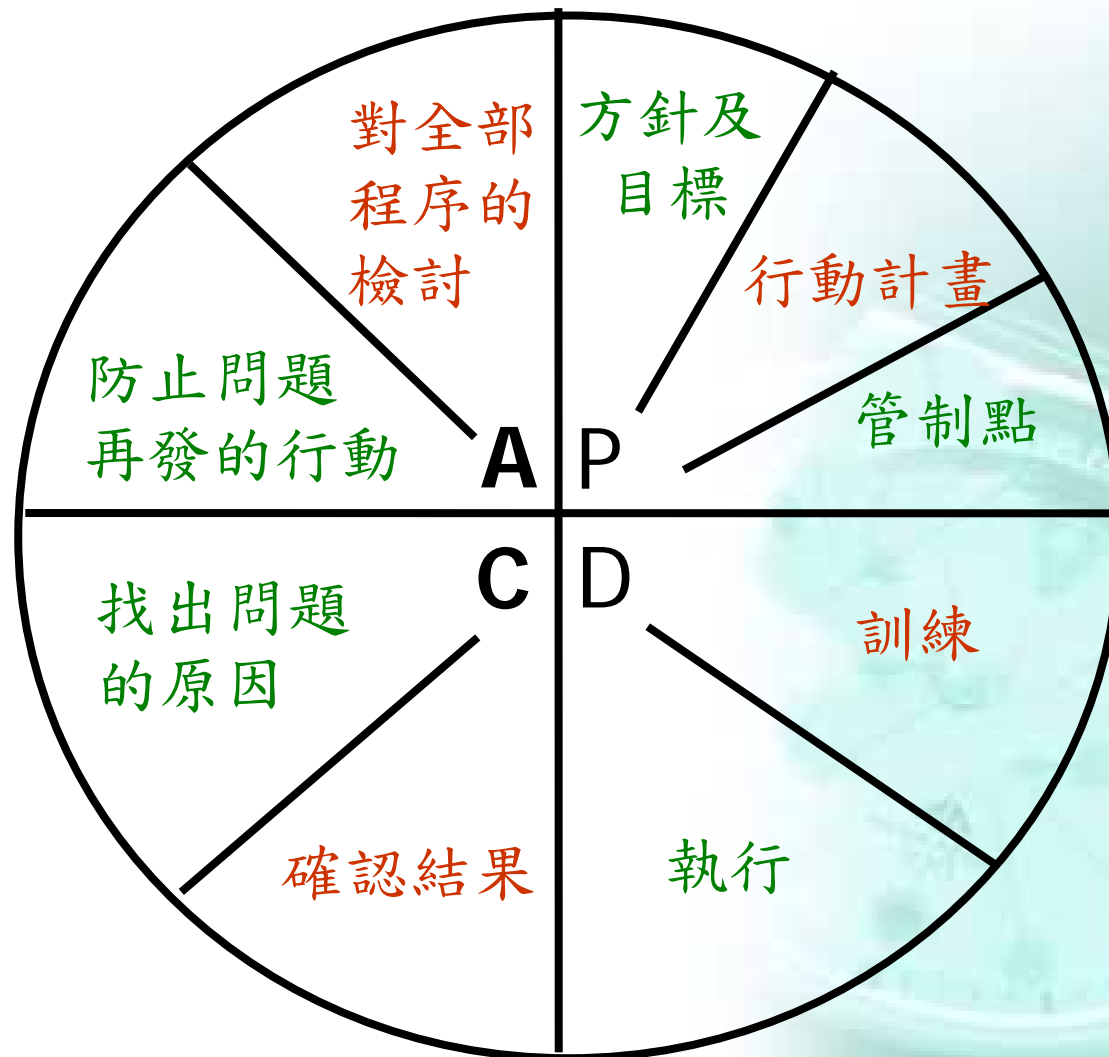 對全部
程序的
檢討
方針及
目標
行動計畫
管制點
防止問題
再發的行動
A
P
C
D
找出問題
的原因
訓練
確認結果
執行